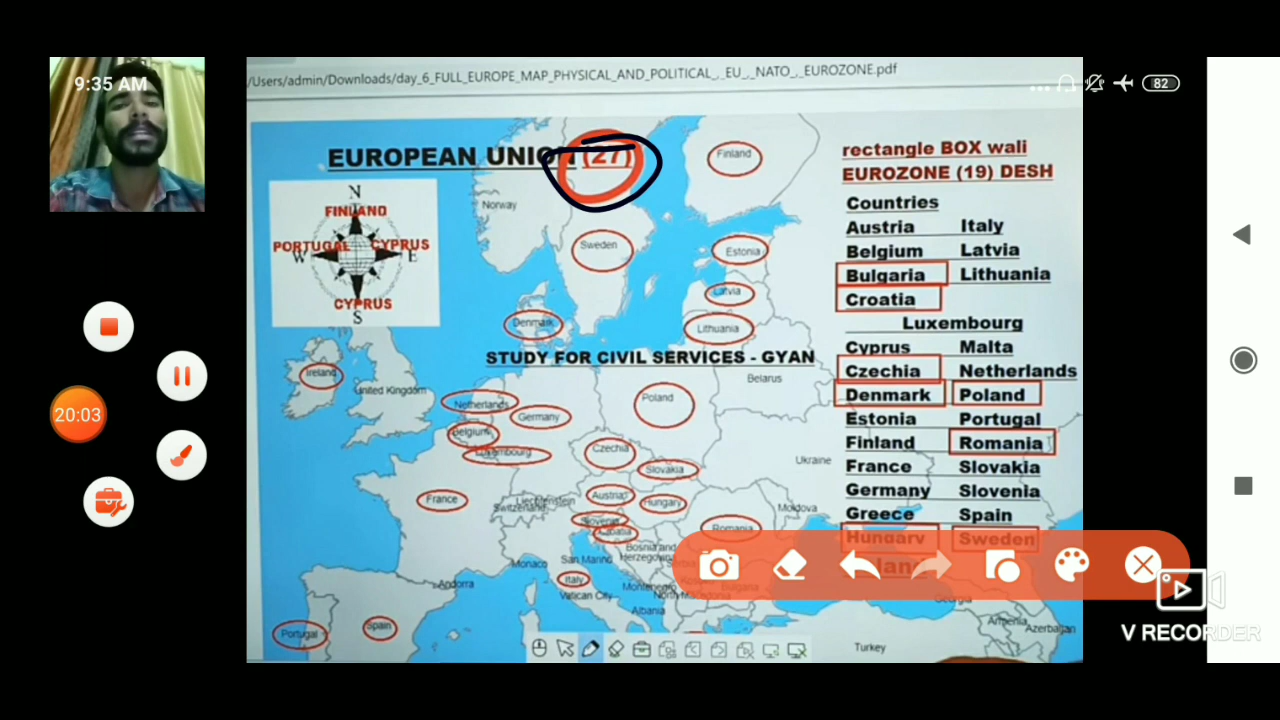 9:35 AM
/Users/admin/Downloads/day_6_FULL_EUROPE_MAP_PHYSICAL_AND_POLITICAL_,_EU_,_NATO_,_EUROZONE.pdf
82
EUROPEAN UNION (27)
N
FINLAND
PORTUGAL CYPRUS
W E
CYPRUS
S
Norway
Finland
Sweden
Estonia
Latvia
Denmark
Lithuania
STUDY FOR CIVIL SERVICES - GYAN
Ireland
United Kingdom
Belarus
Netherlands
Germany
Poland
Belgium
Luxembourg
Czechia
Ukraine
Slovakia
France
Liechtenstein
Switzerland
Austria
Hungary
Moldova
Slovenia
Croatia
Romania
Bosnia and
Herzegovina
San Marino
Monaco
Italy
Vatican City
Montenegro
North Macedonia
Bulgaria
Albania
Andorra
Portugal
Spain
Georgia
Armenia
Azerbaijan
Turkey
rectangle BOX wali
EUROZONE (19) DESH
Countries
Austria Italy
Belgium Latvia
Bulgaria Lithuania
Croatia
Luxembourg
Cyprus Malta
Czechia Netherlands
Denmark Poland
Estonia Portugal
Finland Romania
France Slovakia
Germany Slovenia
Greece Spain
Hungary Sweden
20:03
V RECORDER